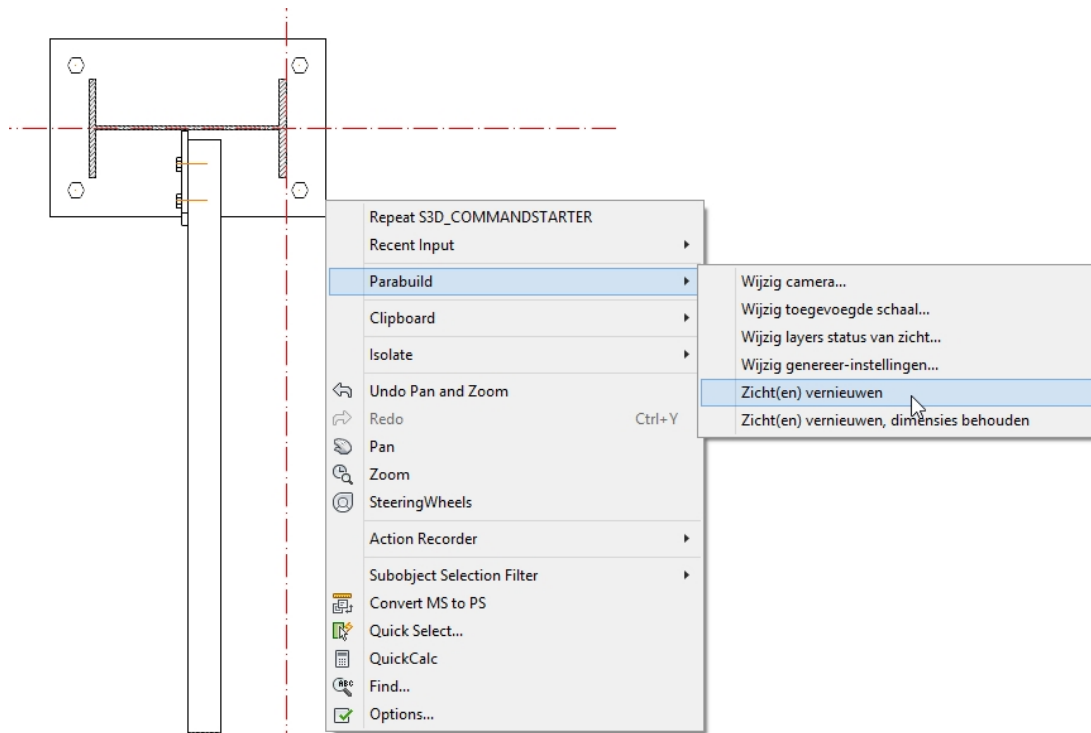 Repeat S3D_COMMANDSTARTER
Recent Input
Parabuild
Clipboard
Isolate
Undo Pan and Zoom
Redo Ctrl+Y
Pan
Zoom
SteeringWheels
Action Recorder
Subobject Selection Filter
Convert MS to PS
Quick Select...
QuickCalc
Find...
Options...
Wijzig camera...
Wijzig toegevoegde schaal...
Wijzig layers status van zicht...
Wijzig genereer-instellingen...
Zicht(en) vernieuwen
Zicht(en) vernieuwen, dimensies behouden